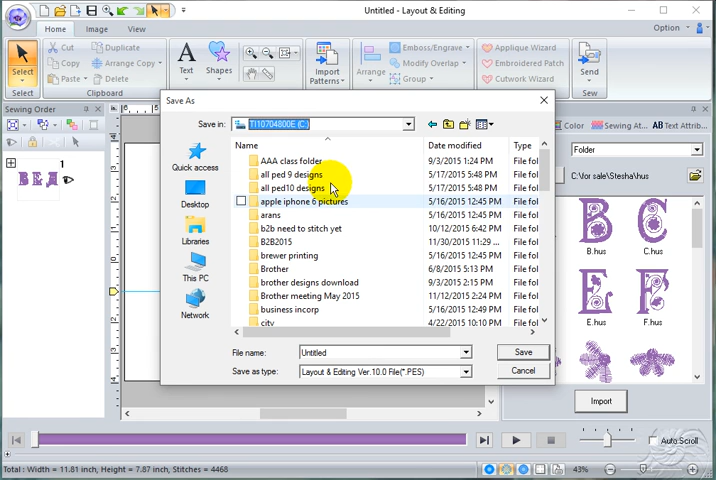 Untitled - Layout & Editing
Home Image View Option
Select
Select
Cut
Copy
Paste
Duplicate
Array Copy
Clipboard
Text
Shapes
Import
Patterns
Arrange
Emboss/Engrave
Modify Overlap
Group
Applique Wizard
Embroidered Patch
Cutwork Wizard
Send
Sew
Sewing Order
1
Save As
Save in: TI10704800E (C:)
Quick access
Desktop
Libraries
This PC
Network
Name Date modified Type
AAA class folder 9/3/2015 1:24 PM File fol
all ped 9 designs 5/17/2015 5:48 PM File fol
all ped10 designs 5/17/2015 5:48 PM File fol
apple iphone 6 pictures 5/16/2015 12:45 PM File fol
arans 5/16/2015 12:45 PM File fol
b2b need to stitch yet 10/12/2015 6:42 PM File fol
B2B2015 11/30/2015 11:29 ... File fol
brewer printing 5/16/2015 12:45 PM File fol
Brother 6/8/2015 5:13 PM File fol
brother designs download 9/3/2015 2:15 PM File fol
Brother meeting May 2015 11/12/2015 2:24 PM File fol
business incorp 5/16/2015 12:49 PM File fol
city 4/22/2015 10:10 PM File fol
File name: Untitled Save
Save as type: Layout & Editing Ver.10.0 File(*.PES) Cancel
Color Sewing At... Text Attrib...
Folder
C:\for sale\Stesha\hus
B.hus C.hus
E.hus F.hus
Import
Auto Scroll
Total : Width = 11.81 inch, Height = 7.87 inch, Stitches = 4468
43%